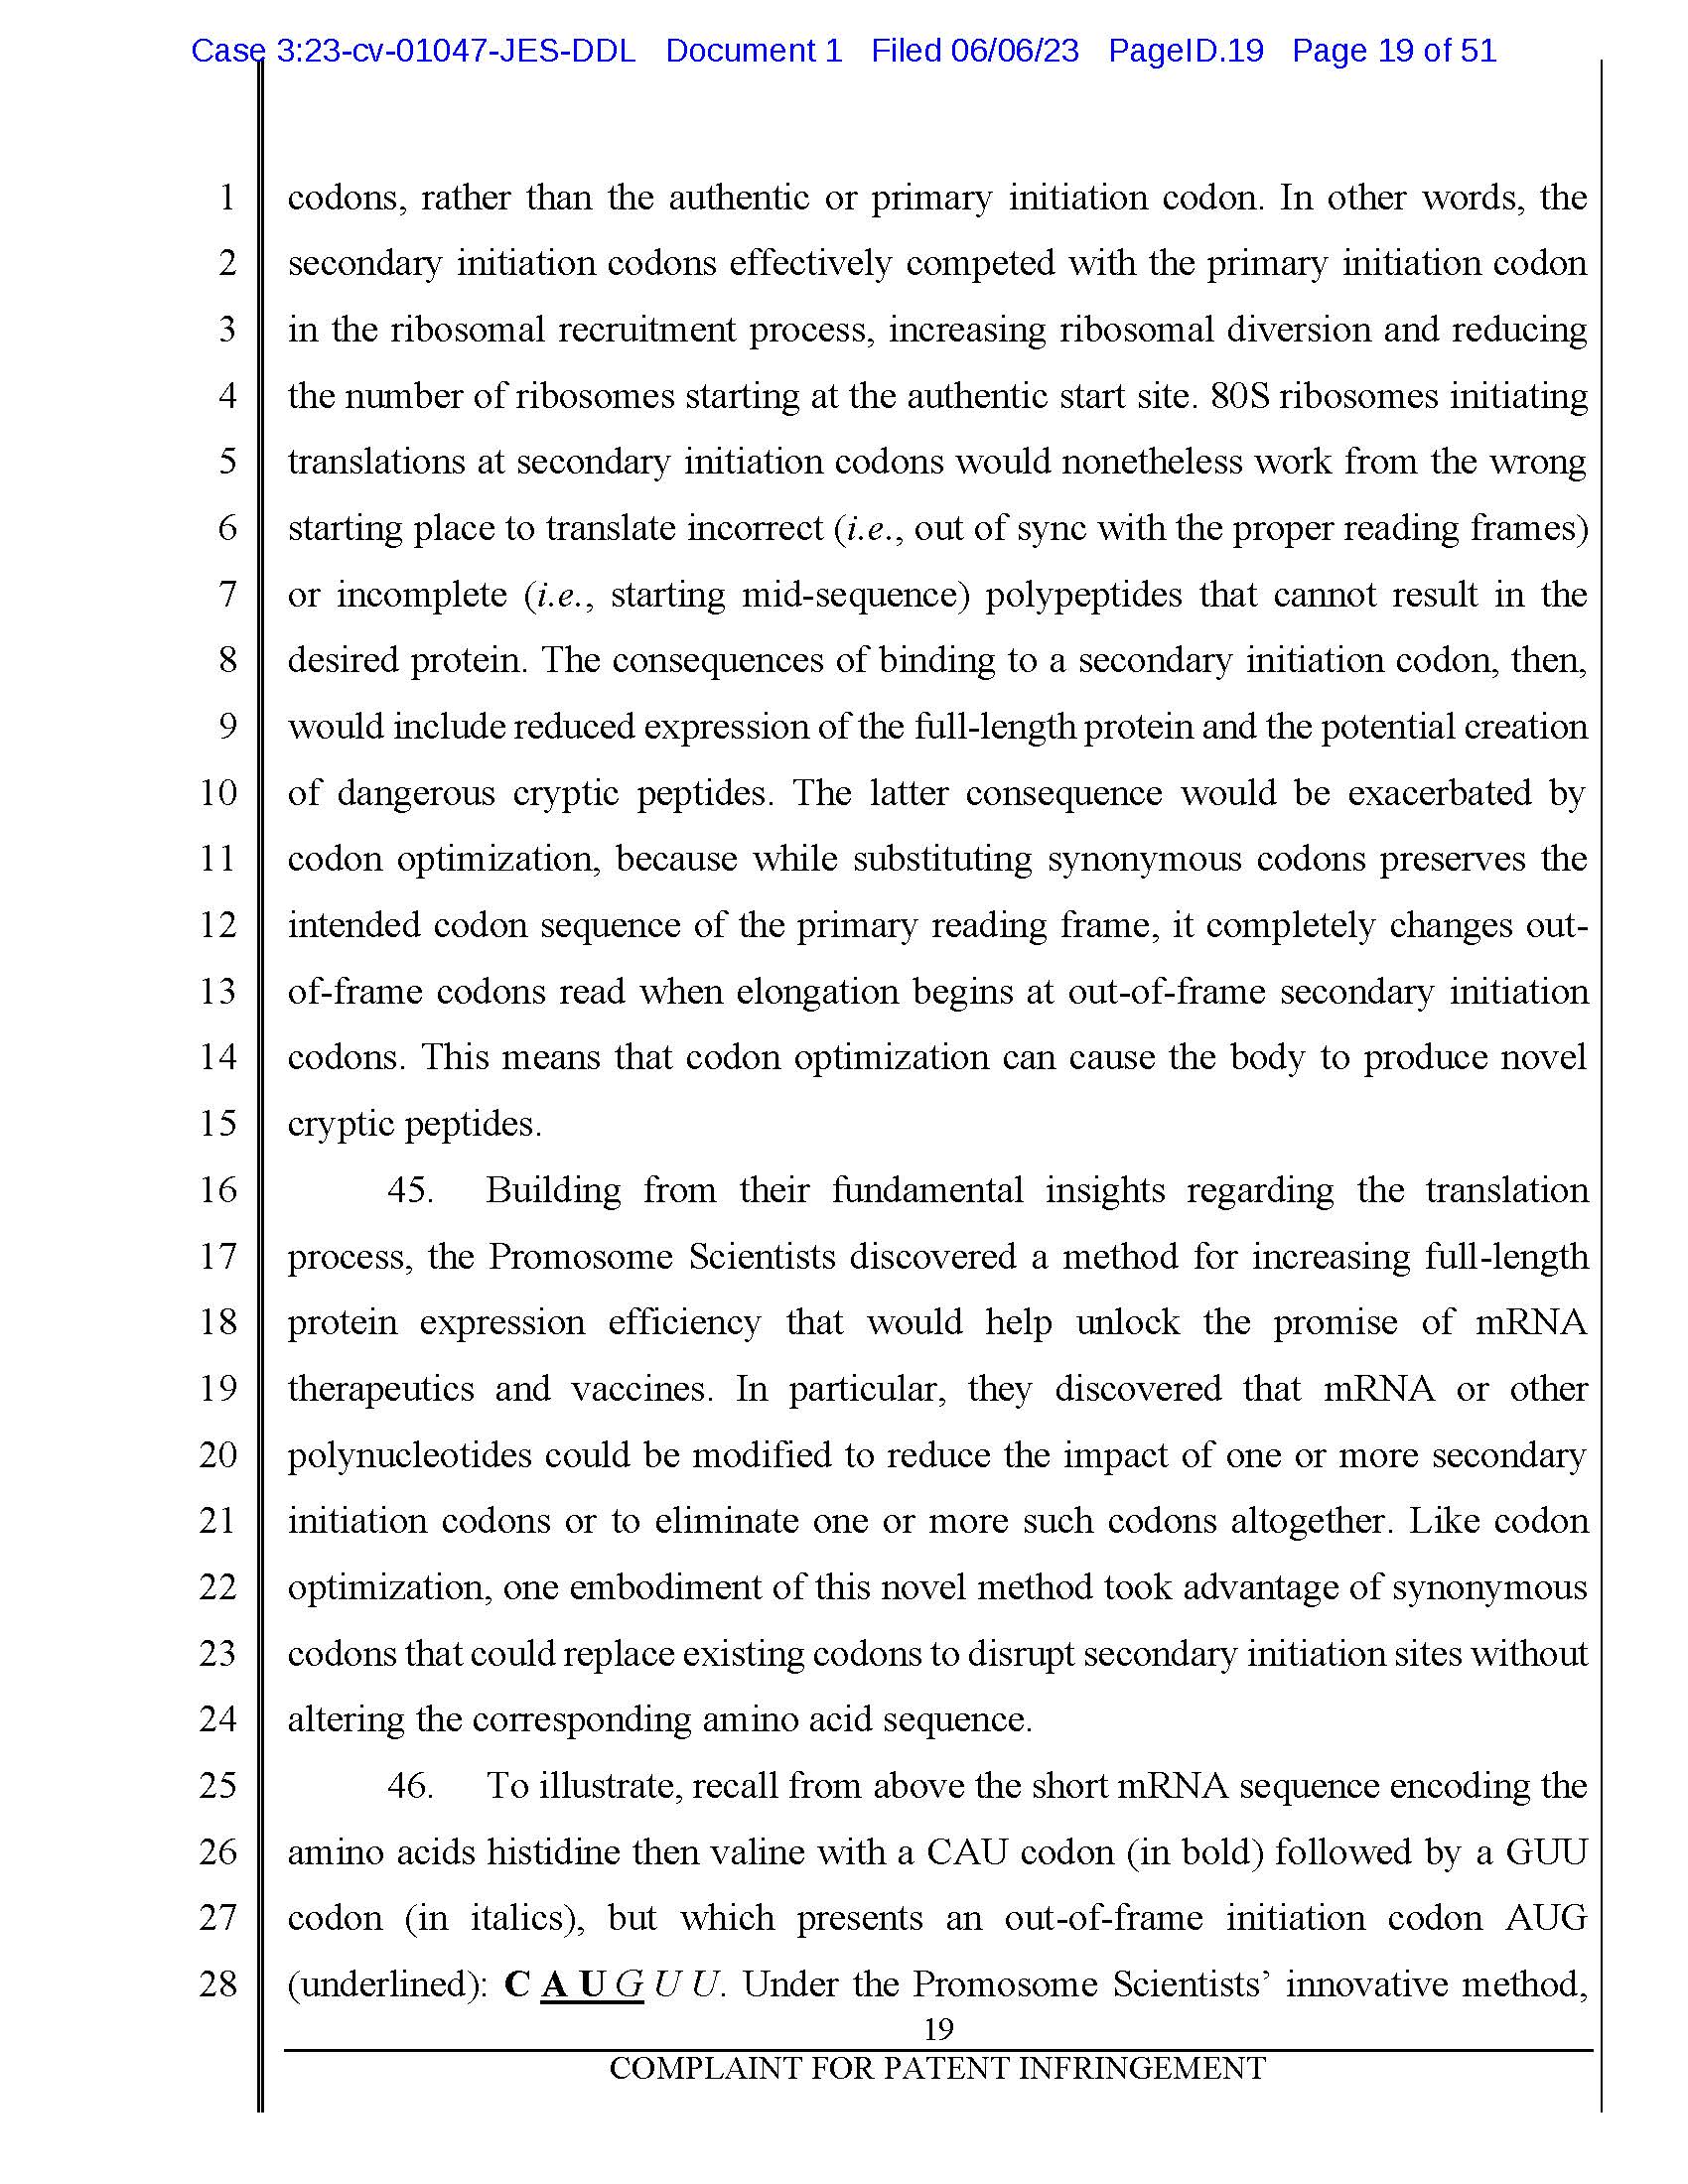 Case 3:23-cv-01047-JES-DDL Document 1 Filed 06/06/23 PageID.19 Page 19 of 51
1 codons, rather than the authentic or primary initiation codon. In other words, the
2 secondary initiation codons effectively competed with the primary initiation codon
3 in the ribosomal recruitment process, increasing ribosomal diversion and reducing
4 the number of ribosomes starting at the authentic start site. 80S ribosomes initiating
5 translations at secondary initiation codons would nonetheless work from the wrong
6 starting place to translate incorrect (i.e., out of sync with the proper reading frames)
7 or incomplete (i.e., starting mid-sequence) polypeptides that cannot result in the
8 desired protein. The consequences of binding to a secondary initiation codon, then,
9 would include reduced expression of the full-length protein and the potential creation
10 of dangerous cryptic peptides. The latter consequence would be exacerbated by
11 codon optimization, because while substituting synonymous codons preserves the
12 intended codon sequence of the primary reading frame, it completely changes out-
13 of-frame codons read when elongation begins at out-of-frame secondary initiation
14 codons. This means that codon optimization can cause the body to produce novel
15 cryptic peptides.
16 45. Building from their fundamental insights regarding the translation
17 process, the Promosome Scientists discovered a method for increasing full-length
18 protein expression efficiency that would help unlock the promise of mRNA
19 therapeutics and vaccines. In particular, they discovered that mRNA or other
20 polynucleotides could be modified to reduce the impact of one or more secondary
21 initiation codons or to eliminate one or more such codons altogether. Like codon
22 optimization, one embodiment of this novel method took advantage of synonymous
23 codons that could replace existing codons to disrupt secondary initiation sites without
24 altering the corresponding amino acid sequence.
25 46. To illustrate, recall from above the short mRNA sequence encoding the
26 amino acids histidine then valine with a CAU codon (in bold) followed by a GUU
27 codon (in italics), but which presents an out-of-frame initiation codon AUG
28 (underlined): C A U G U U. Under the Promosome Scientists’ innovative method,
19
COMPLAINT FOR PATENT INFRINGEMENT